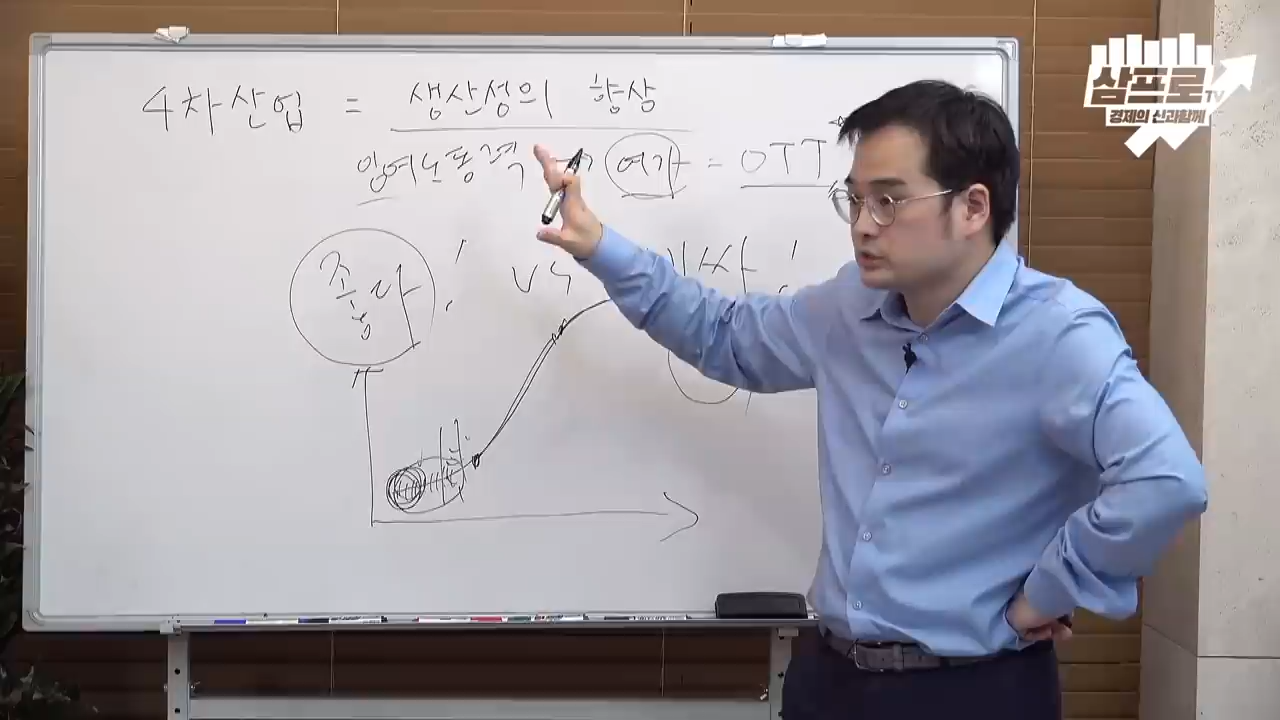 4차산업 = 생산성의 향상
잉여노동력 → 여가 = OTT
좋다! vs 싸!
삼프로TV
경제의 신과함께